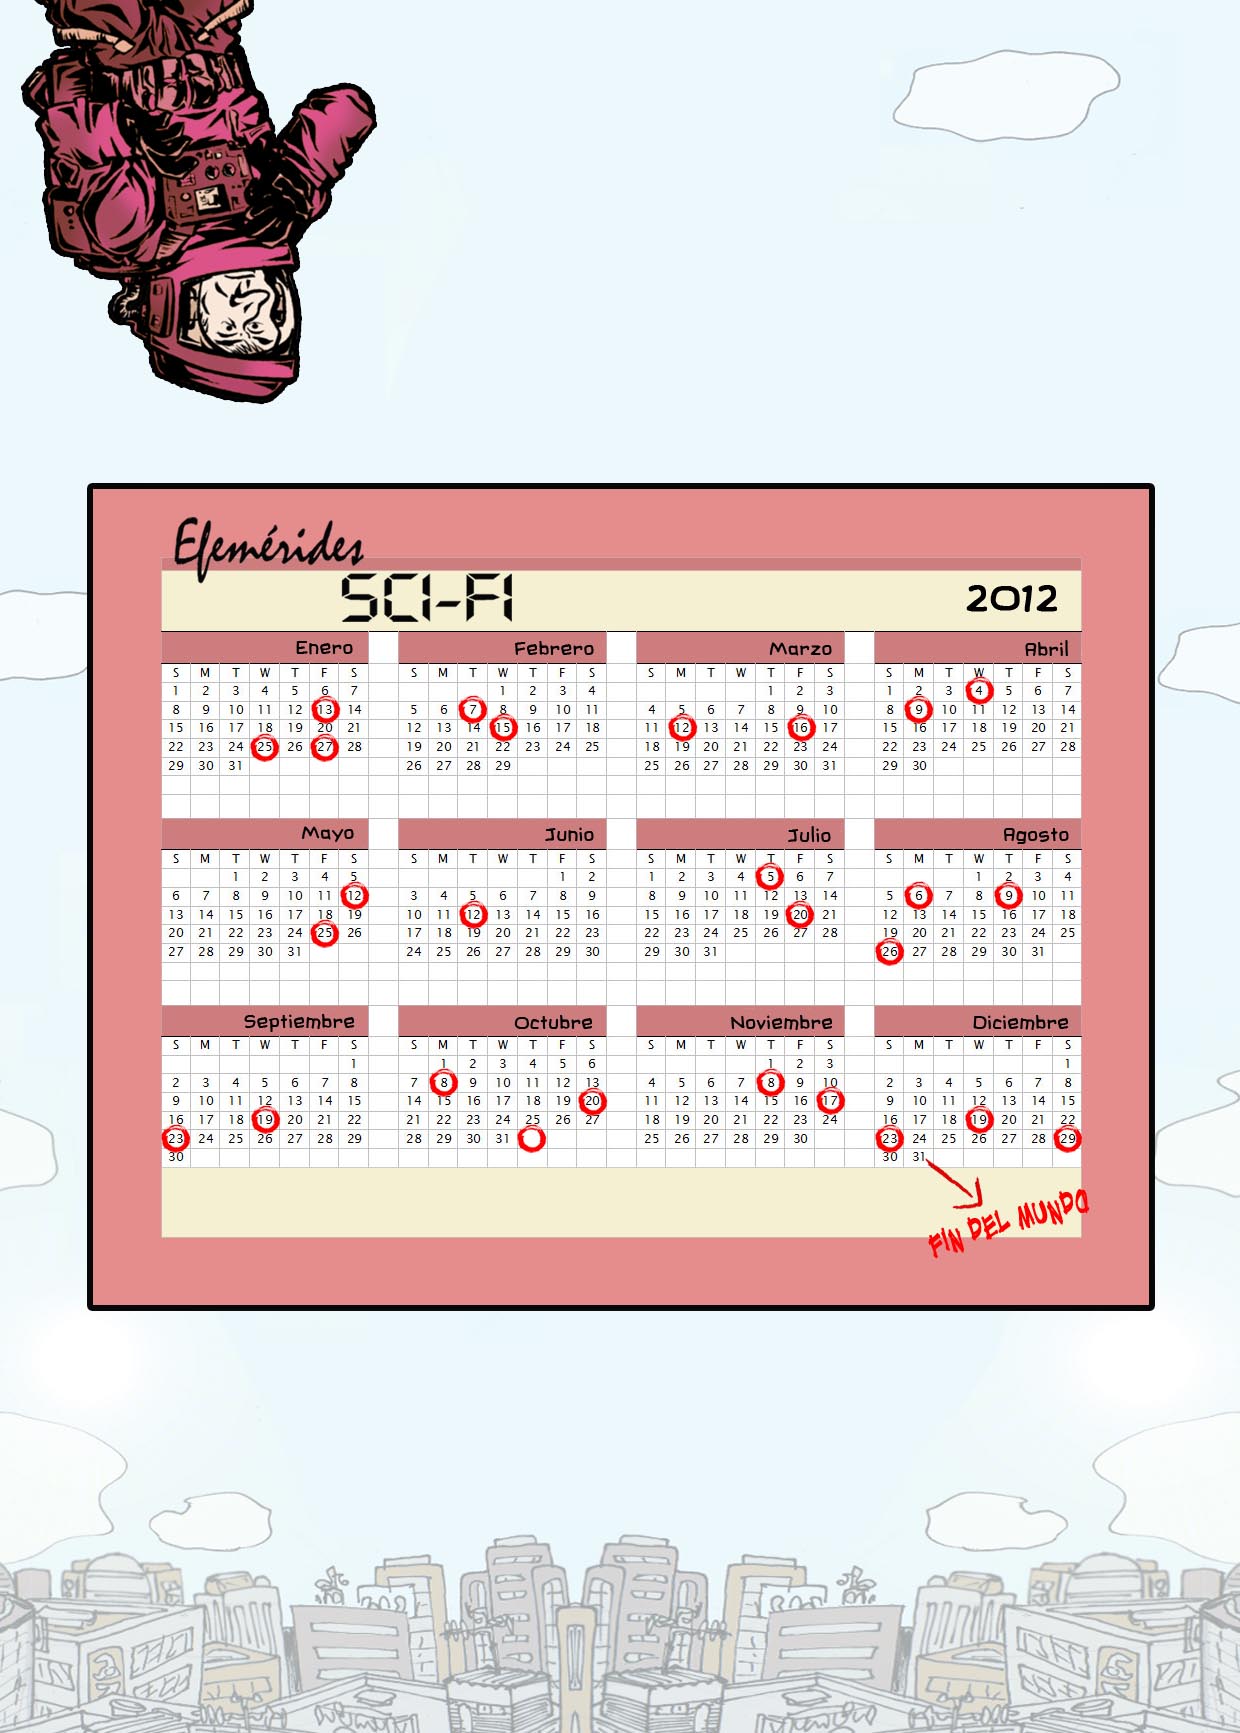 Efemérides
SCI-FI
2012
Enero
S M T W T F S
1 2 3 4 5 6 7
8 9 10 11 12 13 14
15 16 17 18 19 20 21
22 23 24 25 26 27 28
29 30 31
Febrero
S M T W T F S
1 2 3 4
5 6 7 8 9 10 11
12 13 14 15 16 17 18
19 20 21 22 23 24 25
26 27 28 29
Marzo
S M T W T F S
1 2 3
4 5 6 7 8 9 10
11 12 13 14 15 16 17
18 19 20 21 22 23 24
25 26 27 28 29 30 31
Abril
S M T W T F S
1 2 3 4 5 6 7
8 9 10 11 12 13 14
15 16 17 18 19 20 21
22 23 24 25 26 27 28
29 30
Mayo
S M T W T F S
1 2 3 4 5
6 7 8 9 10 11 12
13 14 15 16 17 18 19
20 21 22 23 24 25 26
27 28 29 30 31
Junio
S M T W T F S
1 2
3 4 5 6 7 8 9
10 11 12 13 14 15 16
17 18 19 20 21 22 23
24 25 26 27 28 29 30
Julio
S M T W T F S
1 2 3 4 5 6 7
8 9 10 11 12 13 14
15 16 17 18 19 20 21
22 23 24 25 26 27 28
29 30 31
Agosto
S M T W T F S
1 2 3 4
5 6 7 8 9 10 11
12 13 14 15 16 17 18
19 20 21 22 23 24 25
26 27 28 29 30 31
Septiembre
S M T W T F S
1
2 3 4 5 6 7 8
9 10 11 12 13 14 15
16 17 18 19 20 21 22
23 24 25 26 27 28 29
30
Octubre
S M T W T F S
1 2 3 4 5 6
7 8 9 10 11 12 13
14 15 16 17 18 19 20
21 22 23 24 25 26 27
28 29 30 31
Noviembre
S M T W T F S
1 2 3
4 5 6 7 8 9 10
11 12 13 14 15 16 17
18 19 20 21 22 23 24
25 26 27 28 29 30
Diciembre
S M T W T F S
1
2 3 4 5 6 7 8
9 10 11 12 13 14 15
16 17 18 19 20 21 22
23 24 25 26 27 28 29
30 31
FIN DEL MUNDO